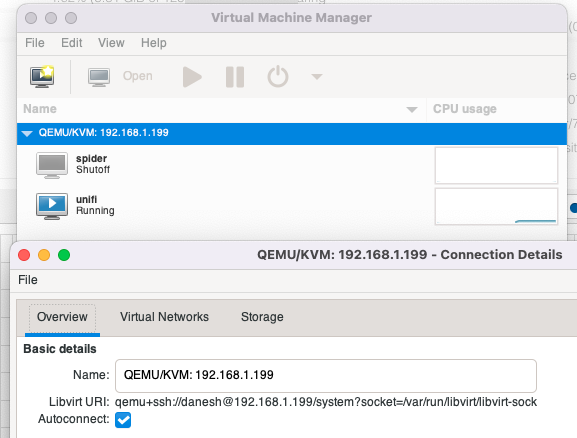 Virtual Machine Manager
File Edit View Help
Open
Name CPU usage
QEMU/KVM: 192.168.1.199
spider
Shutoff
unifi
Running
QEMU/KVM: 192.168.1.199 - Connection Details
File
Overview Virtual Networks Storage
Basic details
Name: QEMU/KVM: 192.168.1.199
Libvirt URI: qemu+ssh://danesh@192.168.1.199/system?socket=/var/run/libvirt/libvirt-sock
Autoconnect: